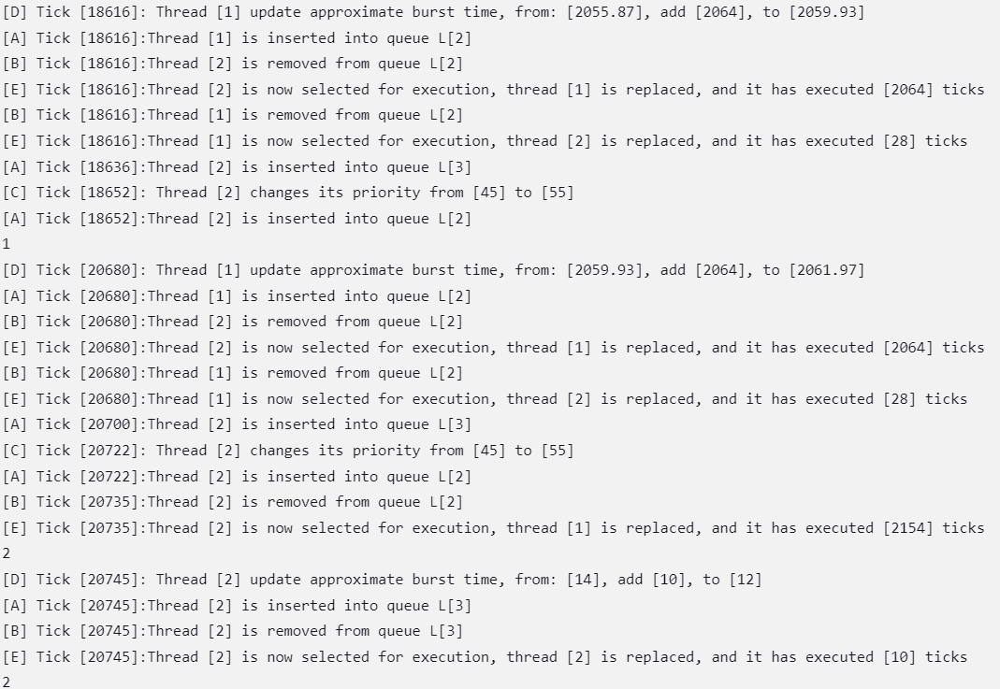 [D] Tick [18616]: Thread [1] update approximate burst time, from: [2055.87], add [2064], to [2059.93]
[A] Tick [18616]:Thread [1] is inserted into queue L[2]
[B] Tick [18616]:Thread [2] is removed from queue L[2]
[E] Tick [18616]:Thread [2] is now selected for execution, thread [1] is replaced, and it has executed [2064] ticks
[B] Tick [18616]:Thread [1] is removed from queue L[2]
[E] Tick [18616]:Thread [1] is now selected for execution, thread [2] is replaced, and it has executed [28] ticks
[A] Tick [18636]:Thread [2] is inserted into queue L[3]
[C] Tick [18652]: Thread [2] changes its priority from [45] to [55]
[A] Tick [18652]:Thread [2] is inserted into queue L[2]
1
[D] Tick [20680]: Thread [1] update approximate burst time, from: [2059.93], add [2064], to [2061.97]
[A] Tick [20680]:Thread [1] is inserted into queue L[2]
[B] Tick [20680]:Thread [2] is removed from queue L[2]
[E] Tick [20680]:Thread [2] is now selected for execution, thread [1] is replaced, and it has executed [2064] ticks
[B] Tick [20680]:Thread [1] is removed from queue L[2]
[E] Tick [20680]:Thread [1] is now selected for execution, thread [2] is replaced, and it has executed [28] ticks
[A] Tick [20700]:Thread [2] is inserted into queue L[3]
[C] Tick [20722]: Thread [2] changes its priority from [45] to [55]
[A] Tick [20722]:Thread [2] is inserted into queue L[2]
[B] Tick [20735]:Thread [2] is removed from queue L[2]
[E] Tick [20735]:Thread [2] is now selected for execution, thread [1] is replaced, and it has executed [2154] ticks
2
[D] Tick [20745]: Thread [2] update approximate burst time, from: [14], add [10], to [12]
[A] Tick [20745]:Thread [2] is inserted into queue L[3]
[B] Tick [20745]:Thread [2] is removed from queue L[3]
[E] Tick [20745]:Thread [2] is now selected for execution, thread [2] is replaced, and it has executed [10] ticks
2